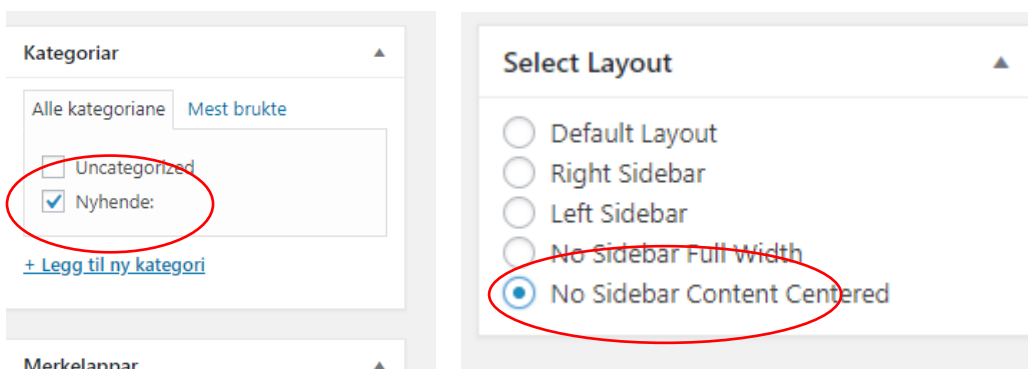 Kategoriar
Alle kategoriane Mest brukte
Uncategorized
Nyhende:
+ Legg til ny kategori
Merkelappar
Select Layout
Default Layout
Right Sidebar
Left Sidebar
No Sidebar Full Width
No Sidebar Content Centered